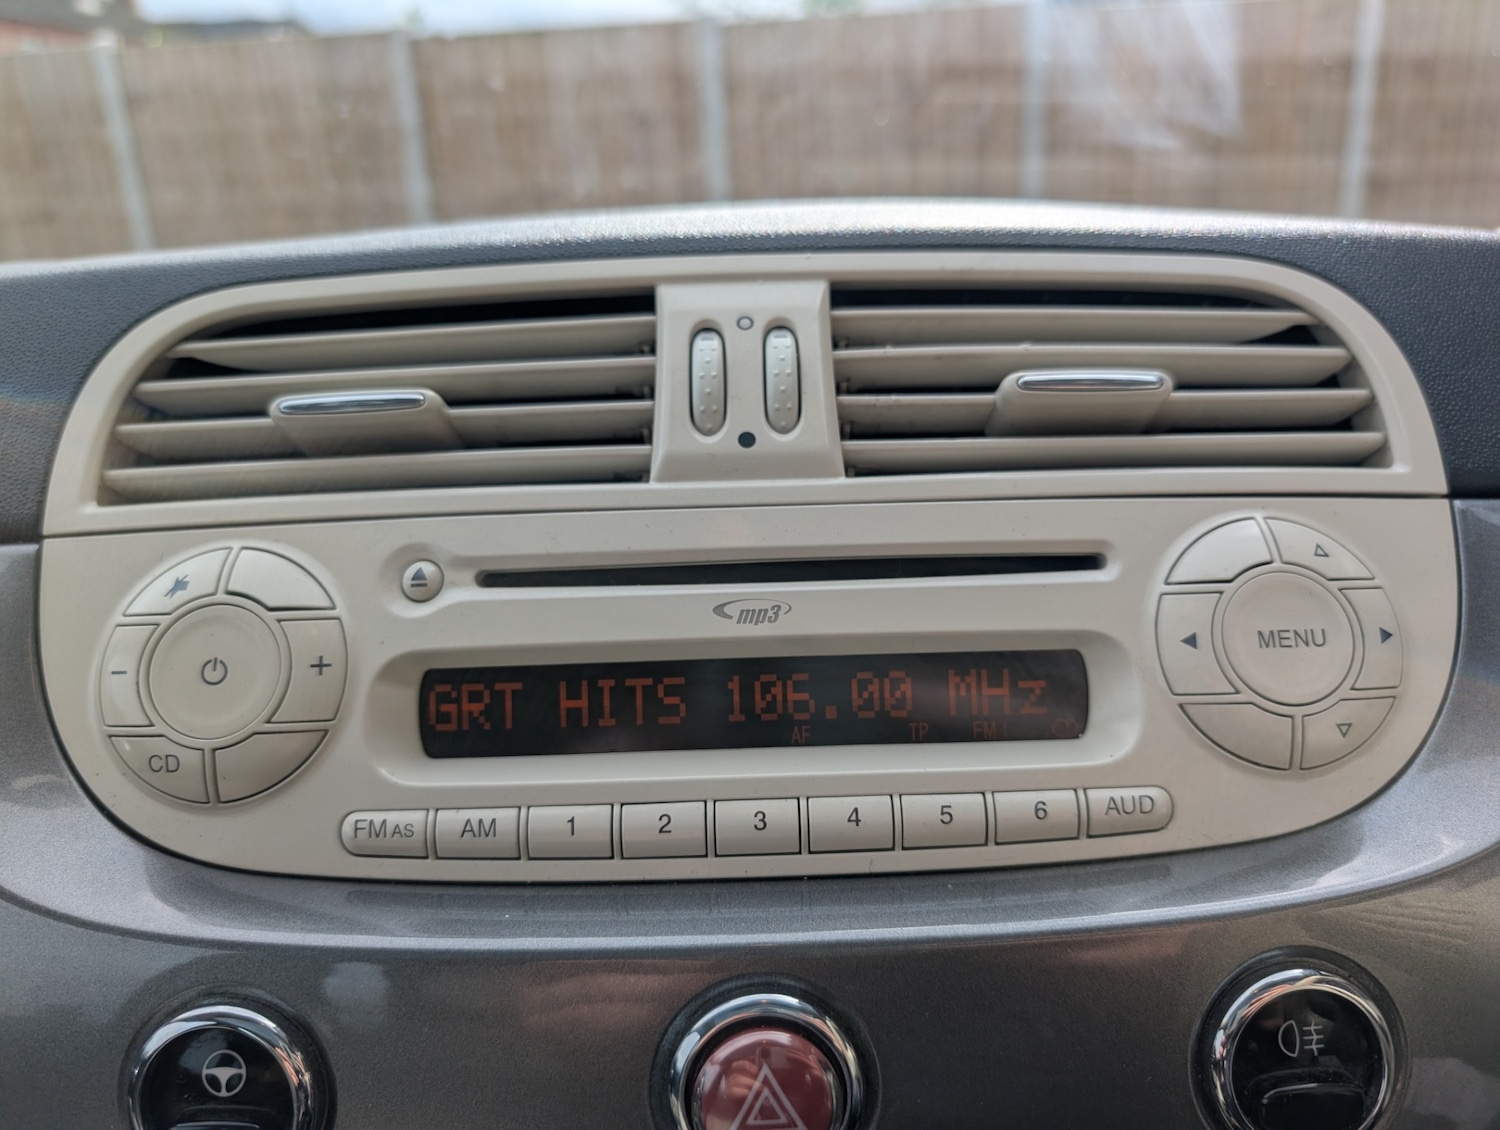 mp3
GRT HITS 106.00 MHz
AF TP FM
MENU
CD
FM AS AM 1 2 3 4 5 6 AUD